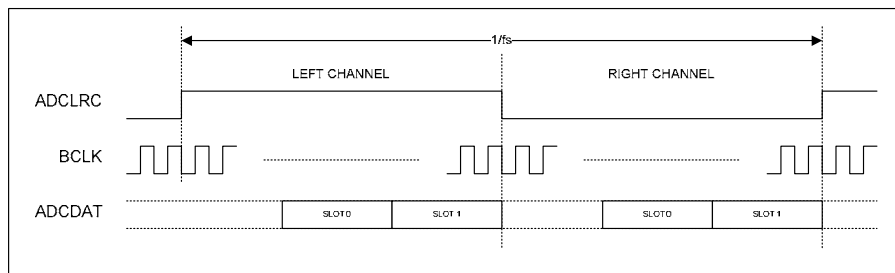 1/fs
LEFT CHANNEL RIGHT CHANNEL
ADCLRC
BCLK
ADCDAT
SLOT0 SLOT 1 SLOT0 SLOT 1